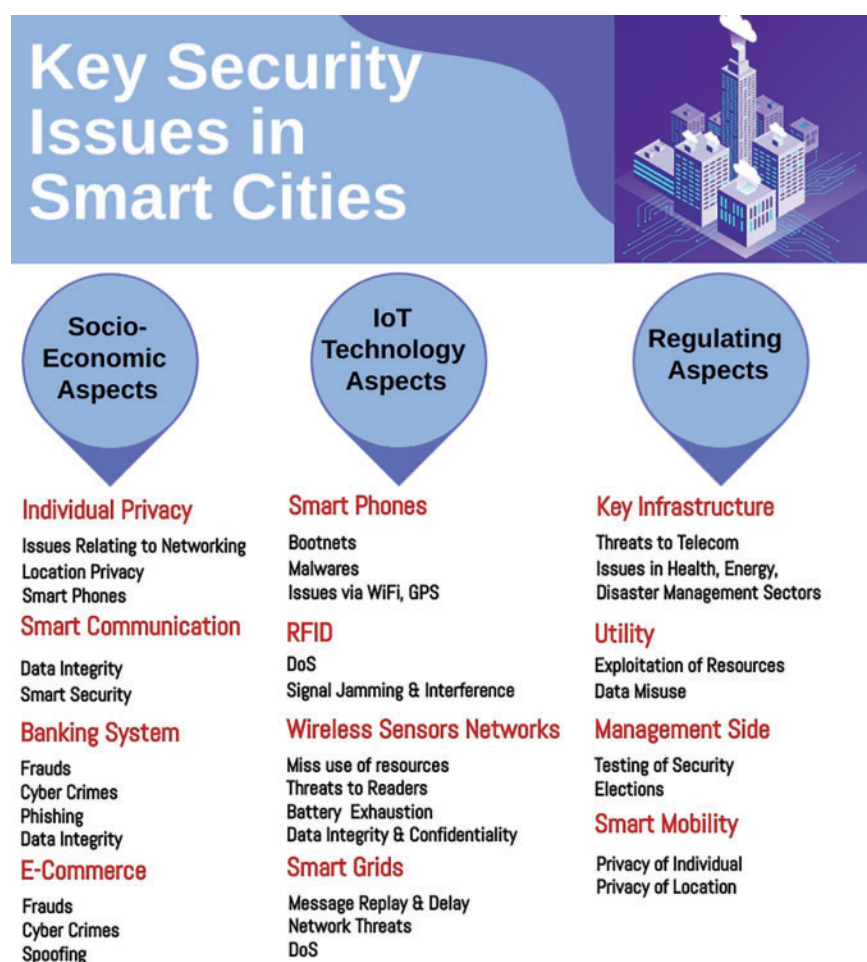 Key Security
Issues in
Smart Cities
Socio-
Economic
Aspects
Individual Privacy
Issues Relating to Networking
Location Privacy
Smart Phones
Smart Communication
Data Integrity
Smart Security
Banking System
Frauds
Cyber Crimes
Phishing
Data Integrity
E-Commerce
Frauds
Cyber Crimes
Spoofing
IoT
Technology
Aspects
Smart Phones
Bootnets
Malwares
Issues via WiFi, GPS
RFID
DoS
Signal Jamming & Interference
Wireless Sensors Networks
Miss use of resources
Threats to Readers
Battery Exhaustion
Data Integrity & Confidentiality
Smart Grids
Message Replay & Delay
Network Threats
DoS
Regulating
Aspects
Key Infrastructure
Threats to Telecom
Issues in Health, Energy,
Disaster Management Sectors
Utility
Exploitation of Resources
Data Misuse
Management Side
Testing of Security
Elections
Smart Mobility
Privacy of Individual
Privacy of Location